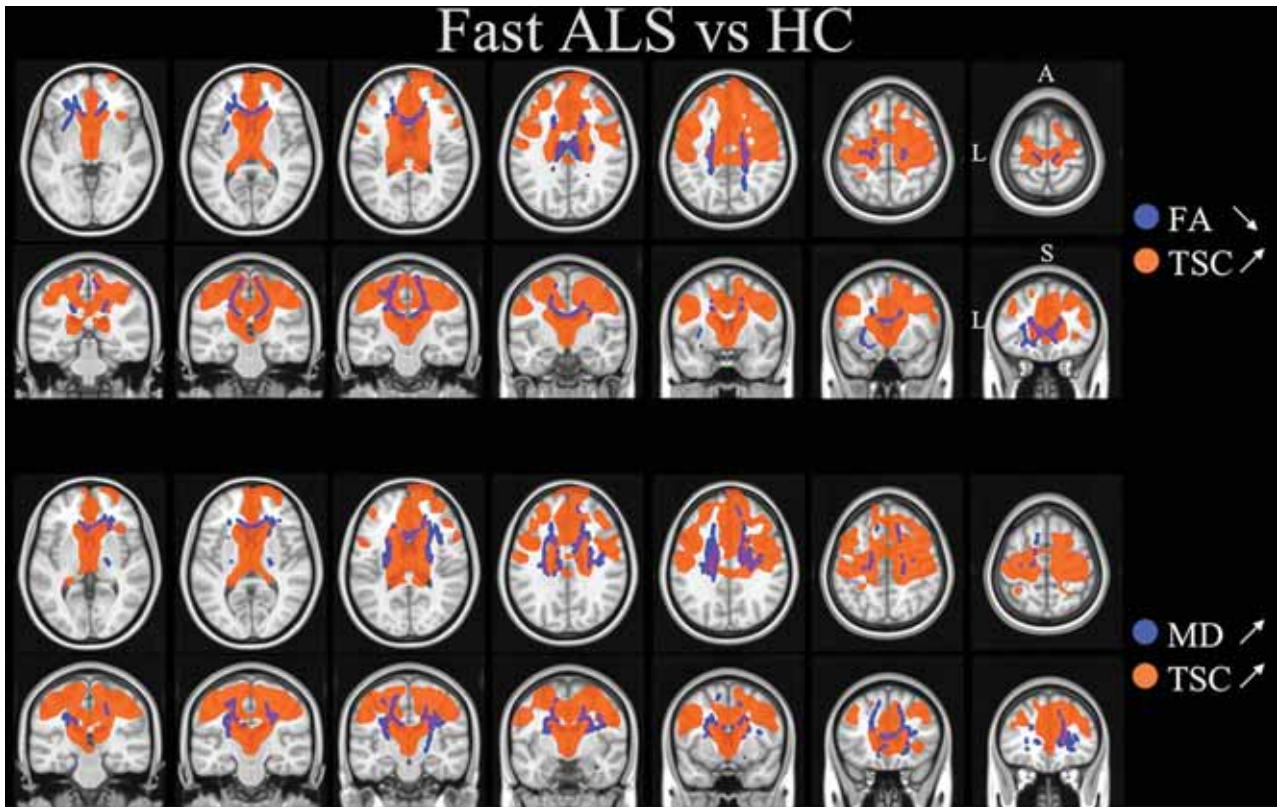 Fast ALS vs HC
A
L
FA ↘
S
TSC ↗
L
MD ↗
TSC ↗